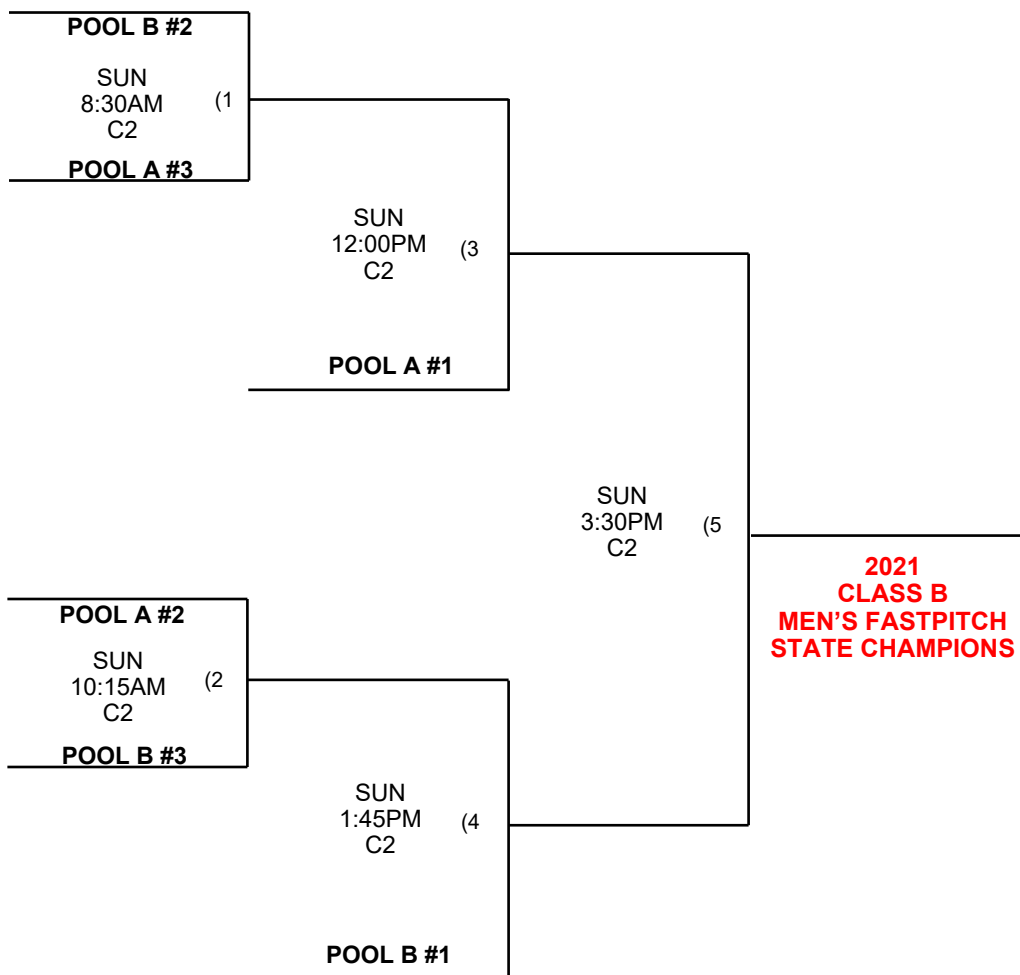 POOL B #2
SUN
8:30AM (1
C2
POOL A #3
SUN
12:00PM (3
C2
POOL A #1
SUN
3:30PM (5
C2
2021
CLASS B
MEN’S FASTPITCH
STATE CHAMPIONS
POOL A #2
SUN
10:15AM (2
C2
POOL B #3
SUN
1:45PM (4
C2
POOL B #1